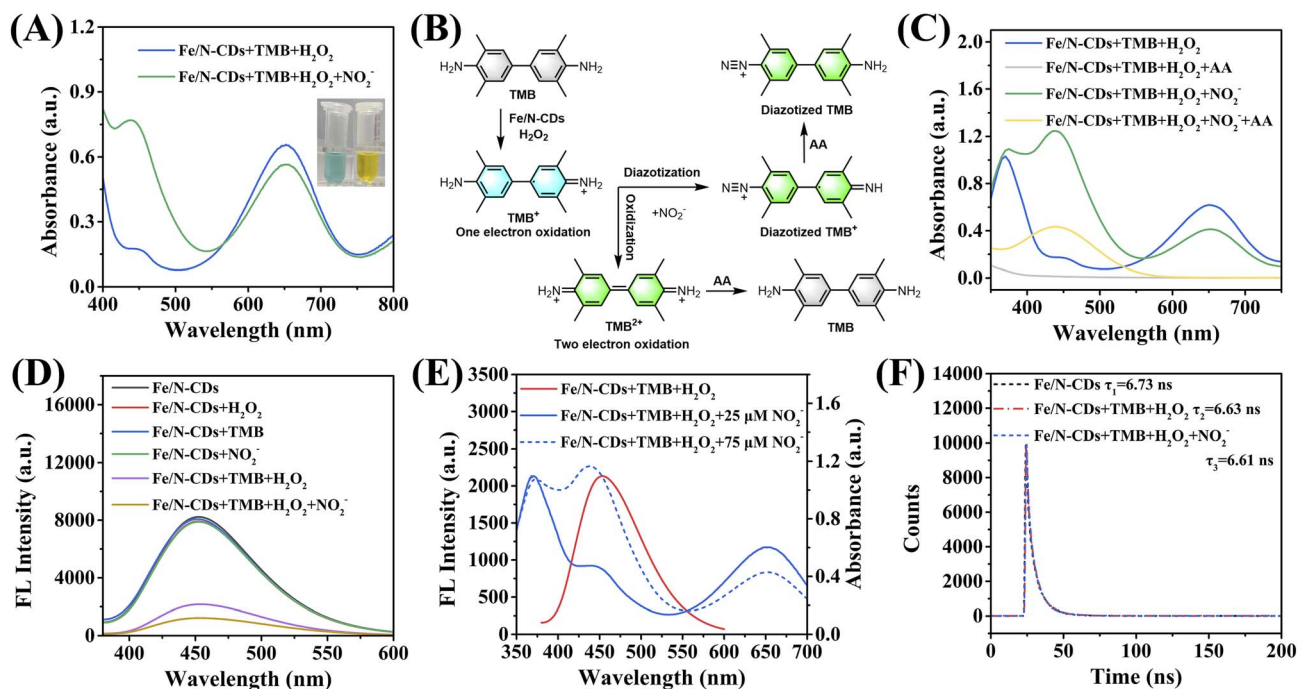 (A)
1.2
0.9
0.6
0.3
0.0
400 500 600 700 800
Absorbance (a.u.)
Wavelength (nm)
Fe/N-CDs+TMB+H₂O₂
Fe/N-CDs+TMB+H₂O₂+NO₂⁻
(B)
H₂N
NH₂
TMB
Fe/N-CDs
H₂O₂
H₂N
NH₂
+
TMB⁺
One electron oxidation
Diazotization
+NO₂⁻
Oxidization
N≡N
+
NH₂
Diazotized TMB
AA
N≡N
+
NH
Diazotized TMB⁺
H₂N
+
NH₂
+
TMB²⁺
Two electron oxidation
AA
H₂N
NH₂
TMB
(C)
2.0
1.6
1.2
0.8
0.4
0.0
400 500 600 700
Absorbance (a.u.)
Wavelength (nm)
Fe/N-CDs+TMB+H₂O₂
Fe/N-CDs+TMB+H₂O₂+AA
Fe/N-CDs+TMB+H₂O₂+NO₂⁻
Fe/N-CDs+TMB+H₂O₂+NO₂⁻+AA
(D)
16000
12000
8000
4000
0
400 450 500 550 600
FL Intensity (a.u.)
Wavelength (nm)
Fe/N-CDs
Fe/N-CDs+H₂O₂
Fe/N-CDs+TMB
Fe/N-CDs+NO₂⁻
Fe/N-CDs+TMB+H₂O₂
Fe/N-CDs+TMB+H₂O₂+NO₂⁻
(E)
3500
3000
2500
2000
1500
1000
500
0
350 400 450 500 550 600 650 700
FL Intensity (a.u.)
Wavelength (nm)
1.6
1.2
0.8
0.4
0.0
Absorbance (a.u.)
Fe/N-CDs+TMB+H₂O₂
Fe/N-CDs+TMB+H₂O₂+25 μM NO₂⁻
Fe/N-CDs+TMB+H₂O₂+75 μM NO₂⁻
(F)
14000
12000
10000
8000
6000
4000
2000
0
0 50 100 150 200
Counts
Time (ns)
Fe/N-CDs τ₁=6.73 ns
Fe/N-CDs+TMB+H₂O₂ τ₂=6.63 ns
Fe/N-CDs+TMB+H₂O₂+NO₂⁻
τ₃=6.61 ns